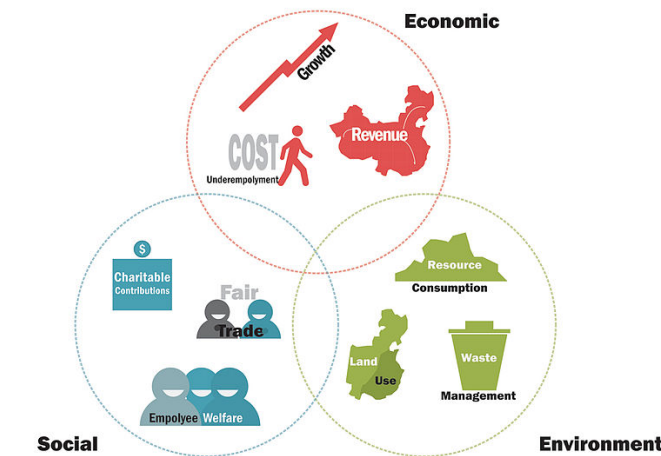 Economic
Growth
COST
Underempolyment
Revenue
$
Charitable
Contributions
Fair
Trade
Empolyee Welfare
Resource
Consumption
Land
Use
Waste
Management
Social
Environment